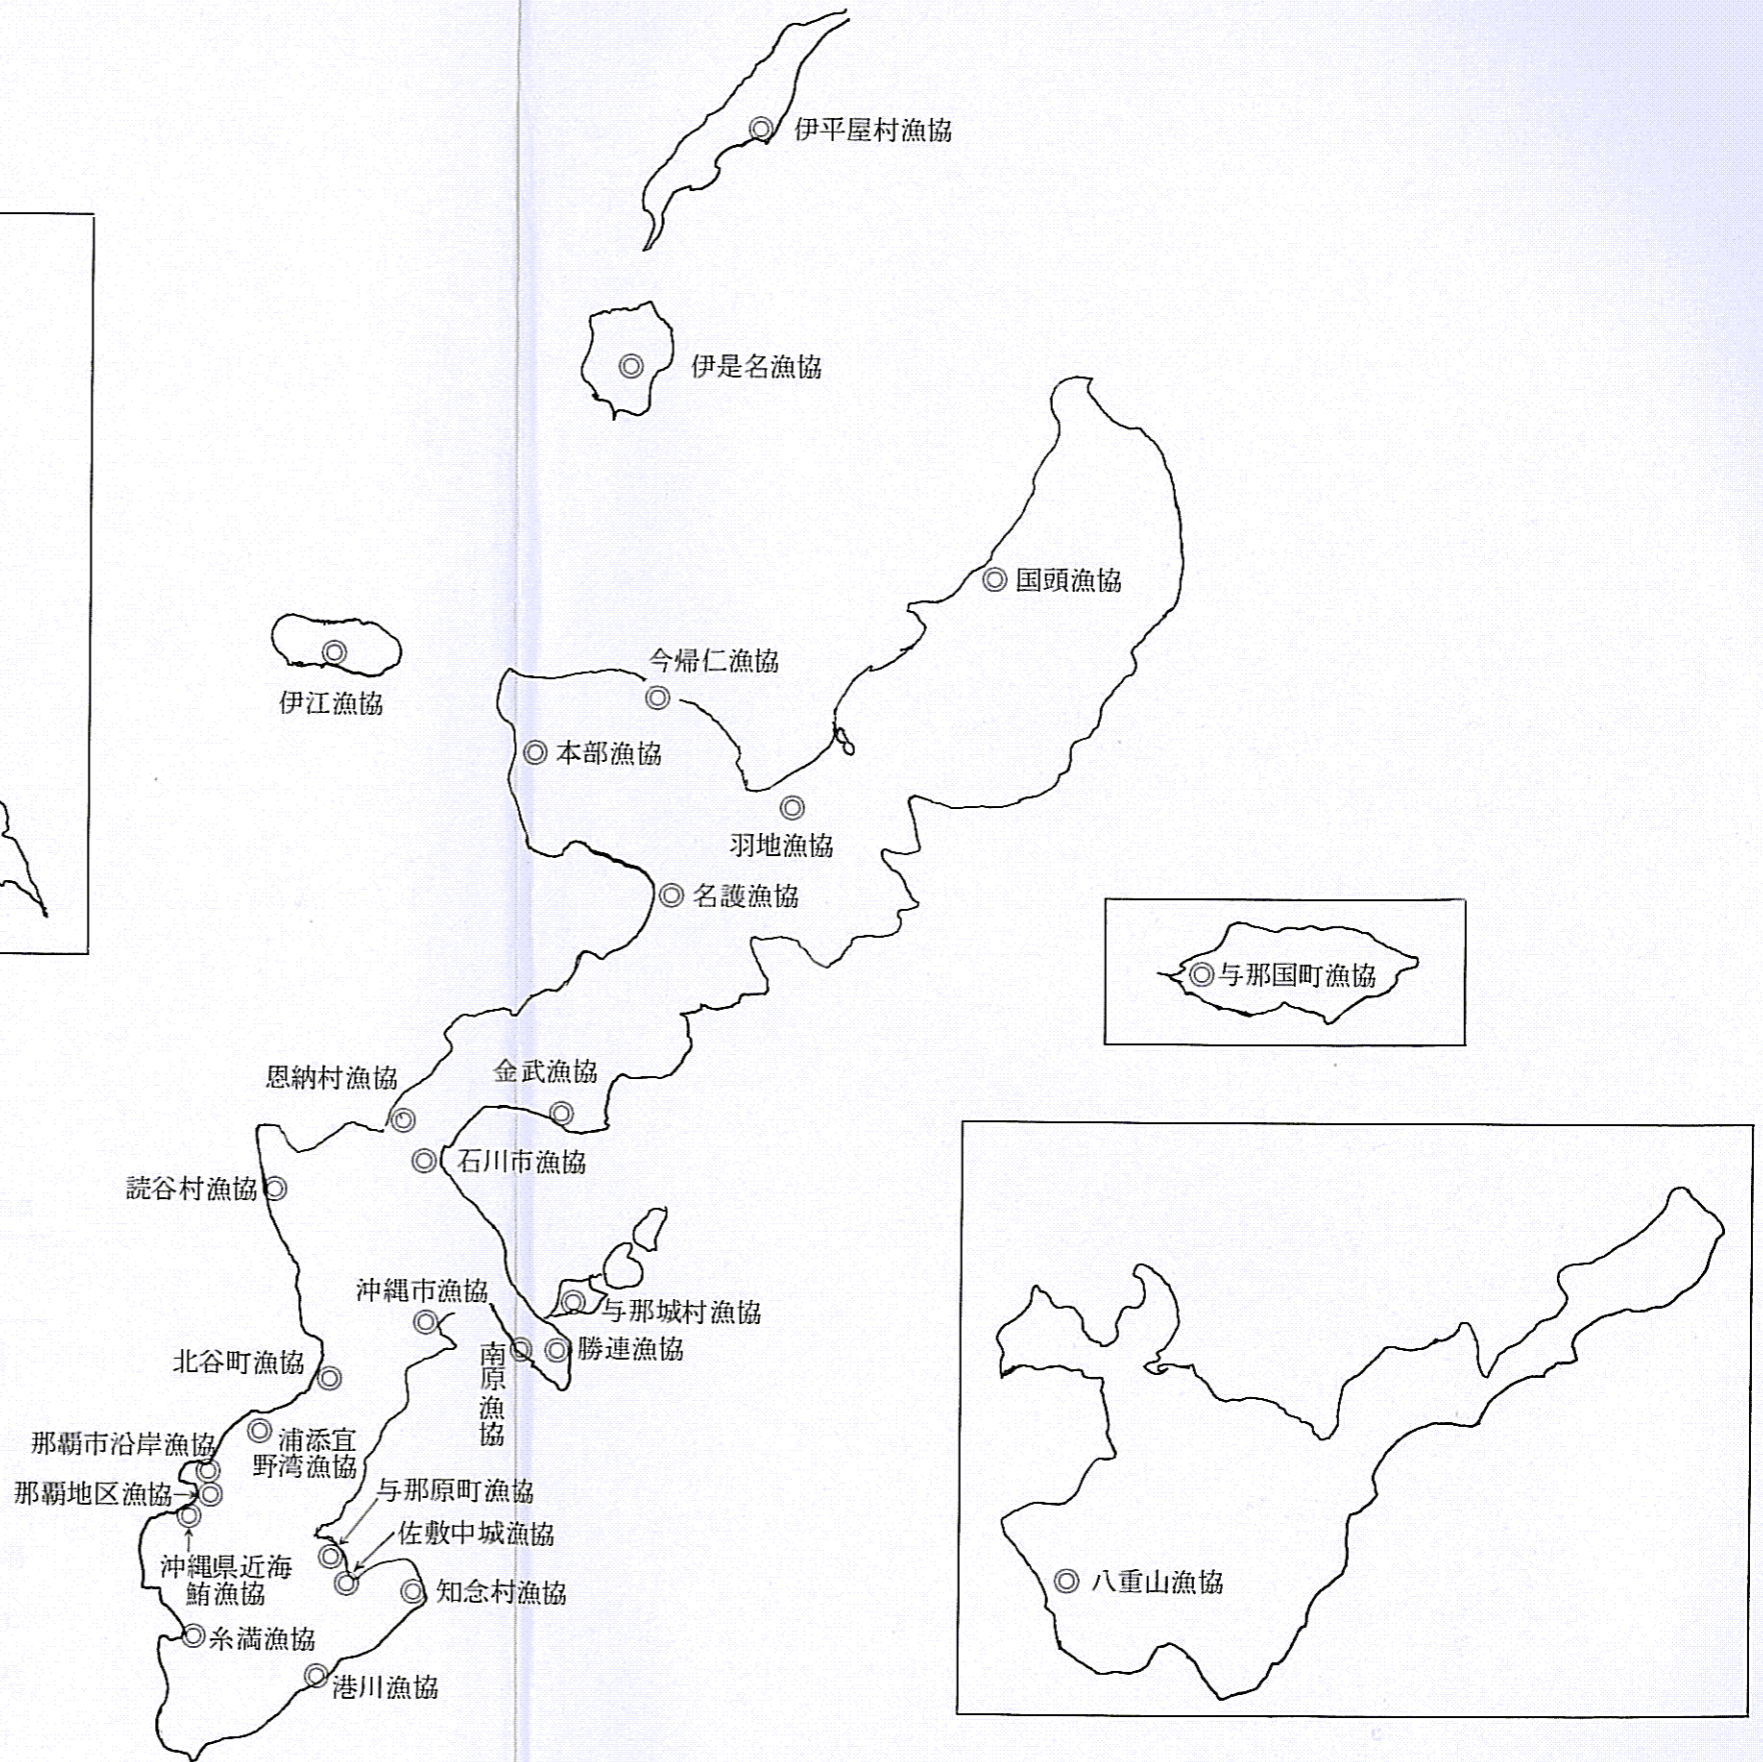 伊平屋村漁協
伊是名漁協
国頭漁協
今帰仁漁協
伊江漁協
本部漁協
羽地漁協
名護漁協
与那国町漁協
恩納村漁協
金武漁協
石川市漁協
読谷村漁協
沖縄市漁協
与那城村漁協
南原漁協
勝連漁協
北谷町漁協
浦添宜
野湾漁協
那覇市沿岸漁協
那覇地区漁協
与那原町漁協
佐敷中城漁協
沖縄県近海
鮪漁協
知念村漁協
八重山漁協
糸満漁協
港川漁協